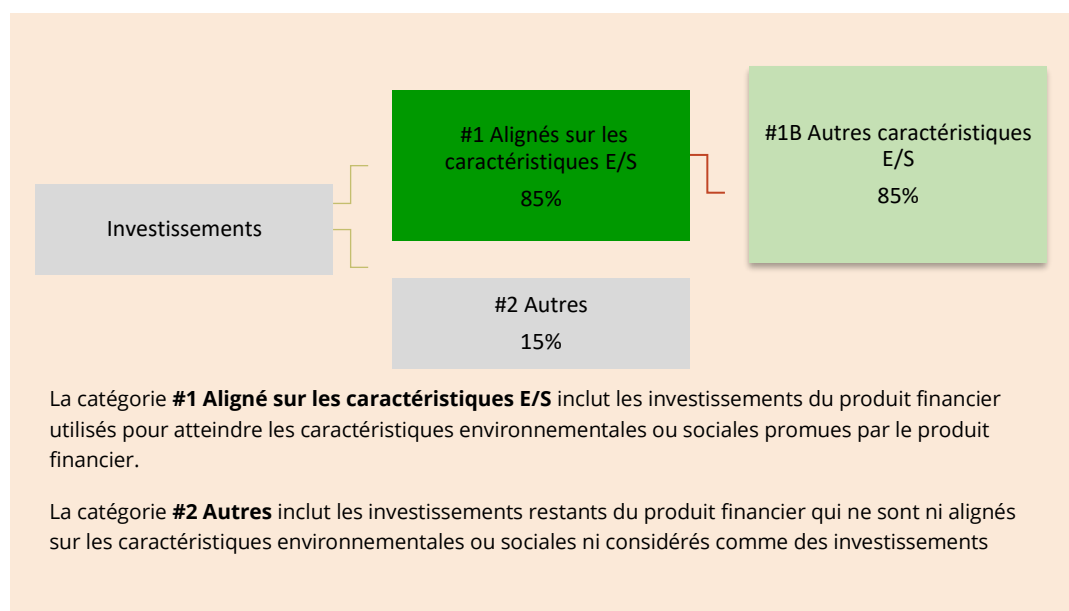 Investissements
#1 Alignés sur les
caractéristiques E/S
85%
#1B Autres caractéristiques
E/S
85%
#2 Autres
15%
La catégorie #1 Aligné sur les caractéristiques E/S inclut les investissements du produit financier
utilisés pour atteindre les caractéristiques environnementales ou sociales promues par le produit
financier.
La catégorie #2 Autres inclut les investissements restants du produit financier qui ne sont ni alignés
sur les caractéristiques environnementales ou sociales ni considérés comme des investissements